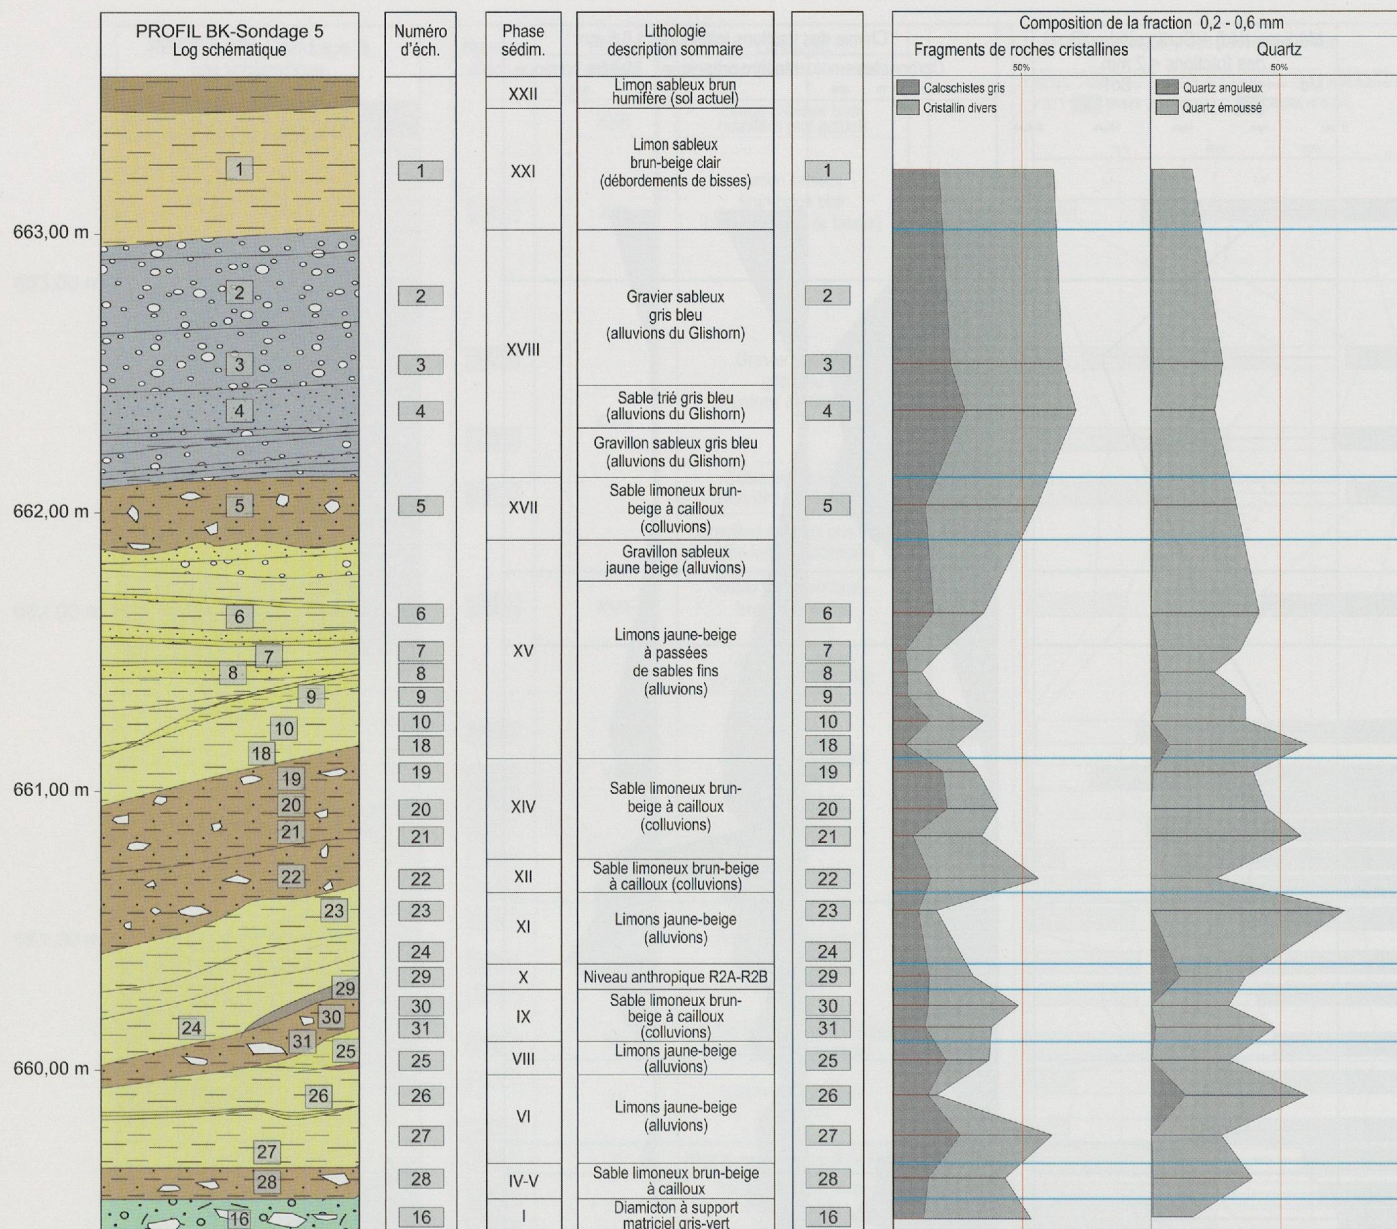 PROFIL BK-Sondage 5
Log schématique
Numéro
d'éch.
Phase
sédim.
Lithologie
description sommaire
Composition de la fraction 0,2 - 0,6 mm
Fragments de roches cristallines
Quartz
50%
50%
Calcschistes gris
Cristallin divers
Quartz anguleux
Quartz émoussé
663,00 m
662,00 m
661,00 m
660,00 m
1
2
3
4
5
6
7
8
9
10
18
19
20
21
22
23
29
30
24
31
25
26
27
28
16
1
2
3
4
5
6
7
8
9
10
18
19
20
21
22
23
24
29
30
31
25
26
27
28
16
XXII
XXI
XVIII
XVII
XV
XIV
XII
XI
X
IX
VIII
VI
IV-V
I
Limon sableux brun
humifère (sol actuel)
Limon sableux
brun-beige clair
(débordements de bisses)
Gravier sableux
gris bleu
(alluvions du Glishorn)
Sable trié gris bleu
(alluvions du Glishorn)
Gravillon sableux gris bleu
(alluvions du Glishorn)
Sable limoneux brun-
beige à cailloux
(colluvions)
Gravillon sableux
jaune beige (alluvions)
Limons jaune-beige
à passées
de sables fins
(alluvions)
Sable limoneux brun-
beige à cailloux
(colluvions)
Sable limoneux brun-beige
à cailloux (colluvions)
Limons jaune-beige
(alluvions)
Niveau anthropique R2A-R2B
Sable limoneux brun-
beige à cailloux
(colluvions)
Limons jaune-beige
(alluvions)
Limons jaune-beige
(alluvions)
Sable limoneux brun-beige
à cailloux
Diamicton à support
matriciel gris-vert
1
2
3
4
5
6
7
8
9
10
18
19
20
21
22
23
24
29
30
31
25
26
27
28
16